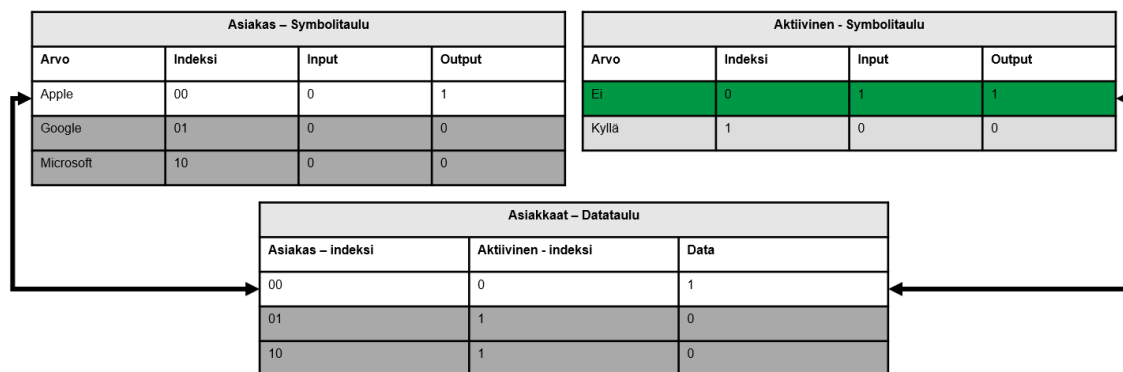 Asiakas – Symbolitaulu
Arvo Indeksi Input Output
Apple 00 0 1
Google 01 0 0
Microsoft 10 0 0
Aktiivinen - Symbolitaulu
Arvo Indeksi Input Output
Ei 0 1 1
Kyllä 1 0 0
Asiakkaat – Datataulu
Asiakas – indeksi Aktiivinen - indeksi Data
00 0 1
01 1 0
10 1 0